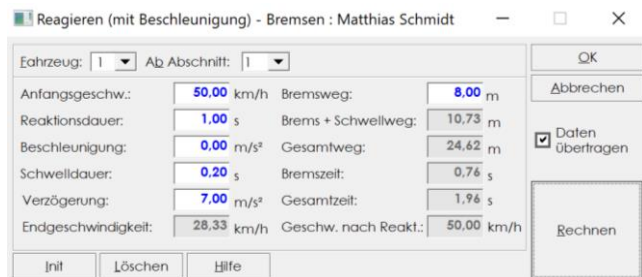 Reagieren (mit Beschleunigung) - Bremsen : Matthias Schmidt
Fahrzeug: 1 Ab Abschnitt: 1
Anfangsgeschw.: 50,00 km/h Bremsweg: 8,00 m
Reaktionsdauer: 1,00 s Brems + Schwellweg: 10,73 m
Beschleunigung: 0,00 m/s² Gesamtweg: 24,62 m
Schwelldauer: 0,20 s Bremszeit: 0,76 s
Verzögerung: 7,00 m/s² Gesamtzeit: 1,96 s
Endgeschwindigkeit: 28,33 km/h Geschw. nach Reakt.: 50,00 km/h
Init Löschen Hilfe
OK
Abbrechen
Daten
übertragen
Rechnen